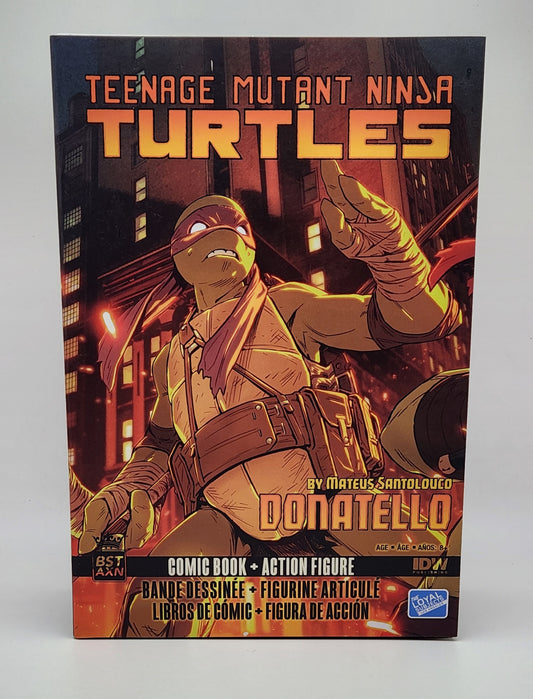 TEENAGE MUTANT NINJA
TURTLES
BY MATEUS SANTOLOUCO
DONATELLO
AGE • ÂGE • AÑOS: 8+
BST
AXN
COMIC BOOK + ACTION FIGURE
IDW
PUBLISHING
BANDE DESSINÉE + FIGURINE ARTICULÉ
LIBROS DE CÓMIC + FIGURA DE ACCIÓN
THE
LOYAL
SUBJECTS